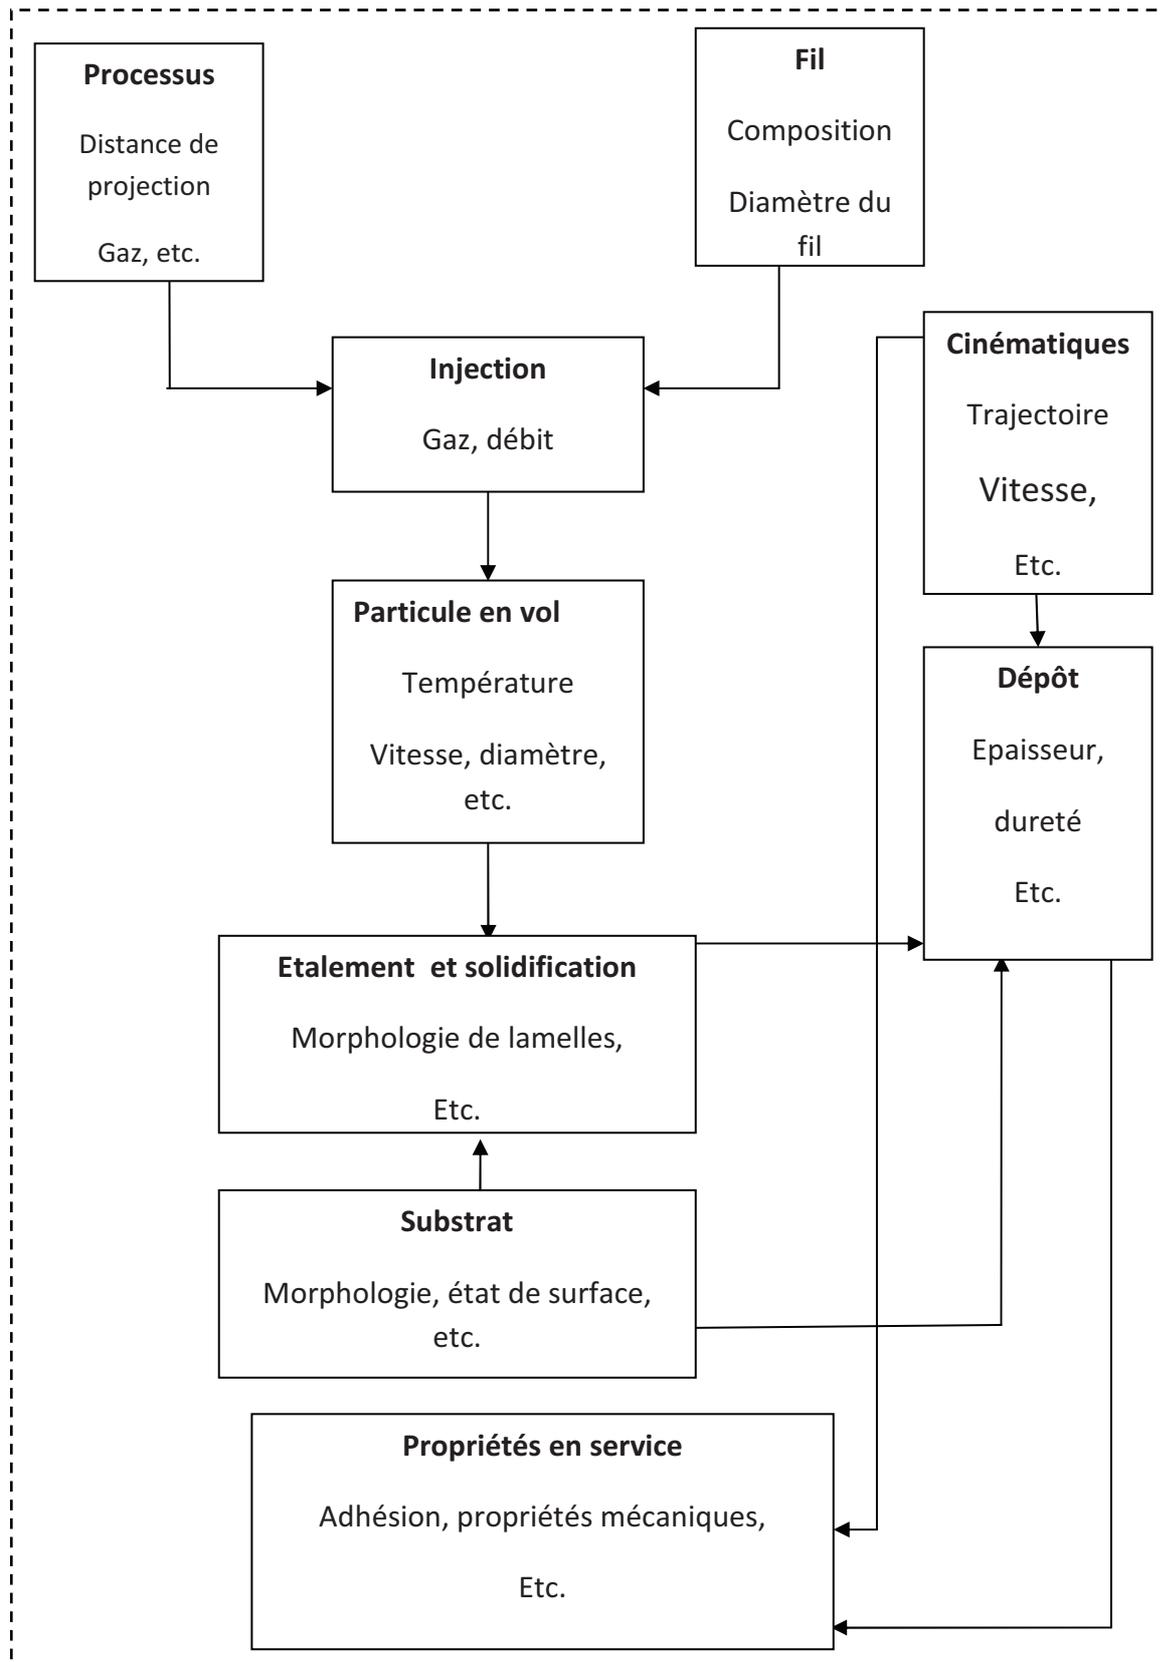 Processus
Distance de
projection
Gaz, etc.
Fil
Composition
Diamètre du
fil
Injection
Gaz, débit
Cinématiques
Trajectoire
Vitesse,
Etc.
Particule en vol
Température
Vitesse, diamètre,
etc.
Dépôt
Epaisseur,
dureté
Etc.
Etalement et solidification
Morphologie de lamelles,
Etc.
Substrat
Morphologie, état de surface,
etc.
Propriétés en service
Adhésion, propriétés mécaniques,
Etc.